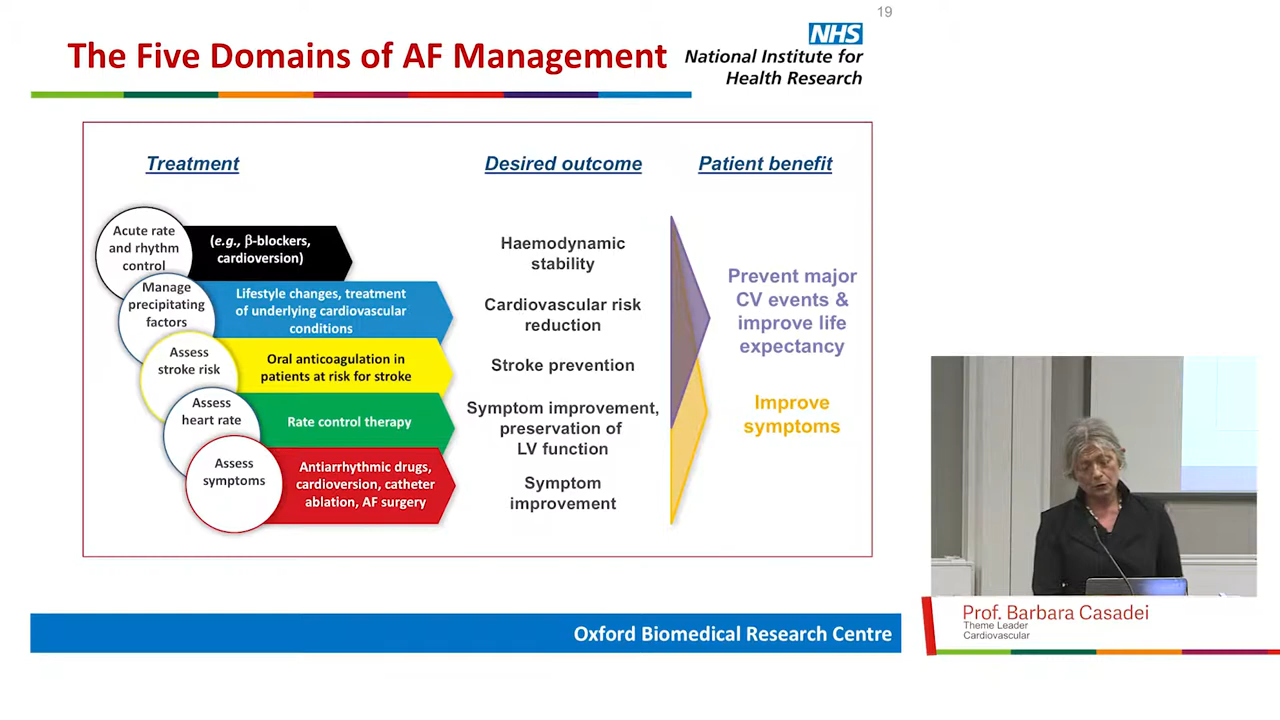 19
The Five Domains of AF Management
NHS
National Institute for
Health Research
Treatment
Desired outcome
Patient benefit
Acute rate
and rhythm
control
(e.g., β-blockers,
cardioversion)
Haemodynamic
stability
Manage
precipitating
factors
Lifestyle changes, treatment
of underlying cardiovascular
conditions
Cardiovascular risk
reduction
Assess
stroke risk
Oral anticoagulation in
patients at risk for stroke
Stroke prevention
Assess
heart rate
Rate control therapy
Symptom improvement,
preservation of
LV function
Assess
symptoms
Antiarrhythmic drugs,
cardioversion, catheter
ablation, AF surgery
Symptom
improvement
Prevent major
CV events &
improve life
expectancy
Improve
symptoms
Oxford Biomedical Research Centre
Prof. Barbara Casadei
Theme Leader
Cardiovascular